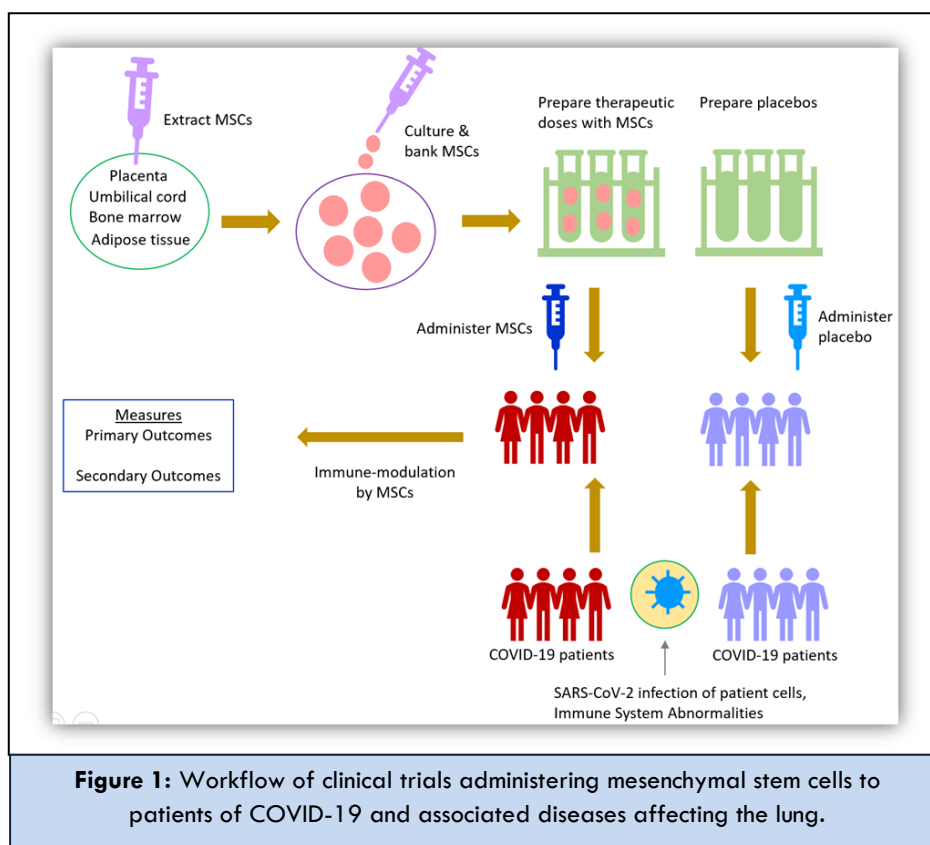 Extract MSCs
Placenta
Umbilical cord
Bone marrow
Adipose tissue
Culture &
bank MSCs
Prepare therapeutic
doses with MSCs
Prepare placebos
Administer MSCs
Administer
placebo
Measures
Primary Outcomes
Secondary Outcomes
Immune-modulation
by MSCs
COVID-19 patients
COVID-19 patients
SARS-CoV-2 infection of patient cells,
Immune System Abnormalities
Figure 1: Workflow of clinical trials administering mesenchymal stem cells to
patients of COVID-19 and associated diseases affecting the lung.